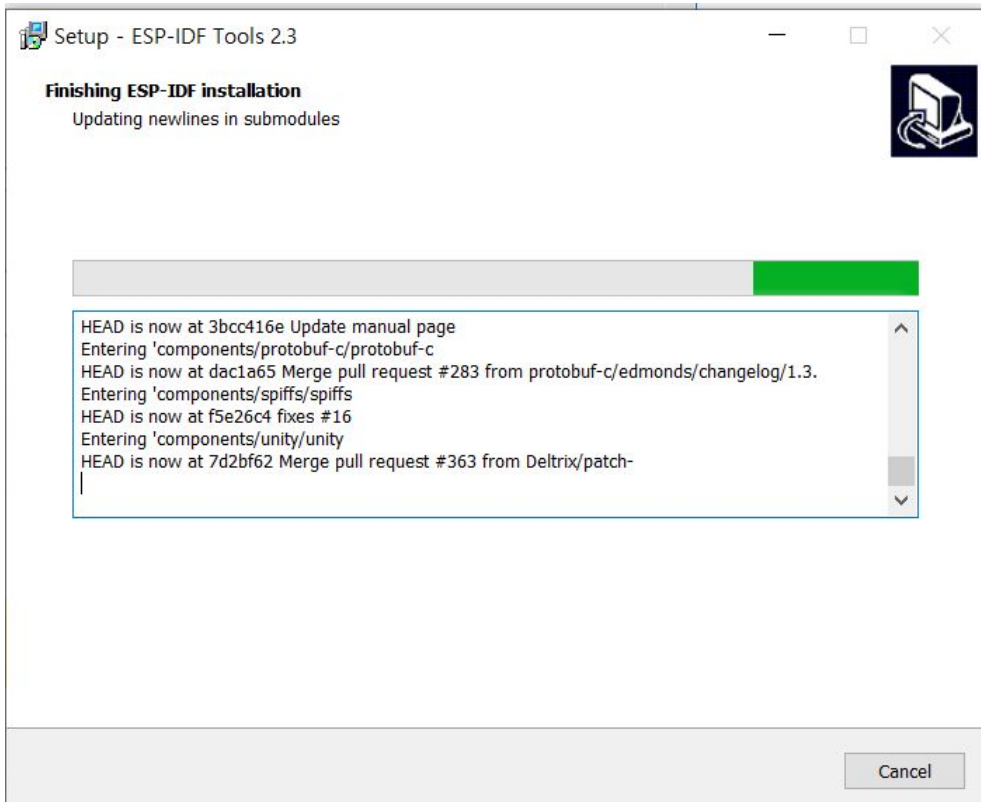 Setup - ESP-IDF Tools 2.3
Finishing ESP-IDF installation
Updating newlines in submodules
HEAD is now at 3bcc416e Update manual page
Entering 'components/protobuf-c/protobuf-c
HEAD is now at dac1a65 Merge pull request #283 from protobuf-c/edmonds/changelog/1.3.
Entering 'components/spiffs/spiffs
HEAD is now at f5e26c4 fixes #16
Entering 'components/unity/unity
HEAD is now at 7d2bf62 Merge pull request #363 from Deltrix/patch-
Cancel